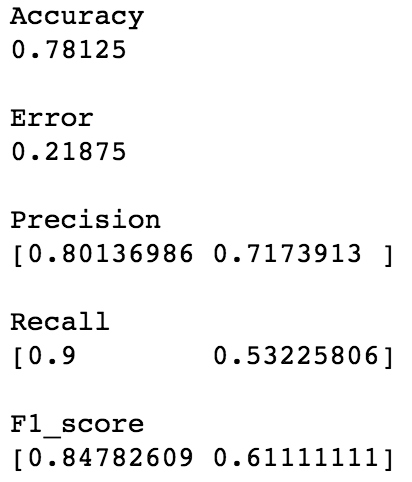 Accuracy
0.78125
Error
0.21875
Precision
[0.80136986 0.7173913 ]
Recall
[0.9        0.53225806]
F1_score
[0.84782609 0.61111111]